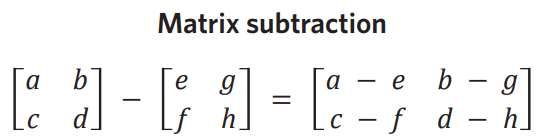 Matrix subtraction
[a b] - [e g] = [a - e b - g]
[c d] [f h] [c - f d - h]